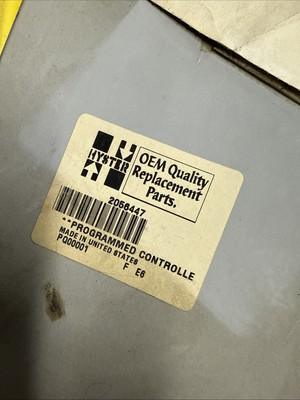 HYSTER
OEM Quality
Replacement
Parts.
2056447
**PROGRAMMED CONTROLLE
MADE IN UNITED STATES
PQ00001 F E6